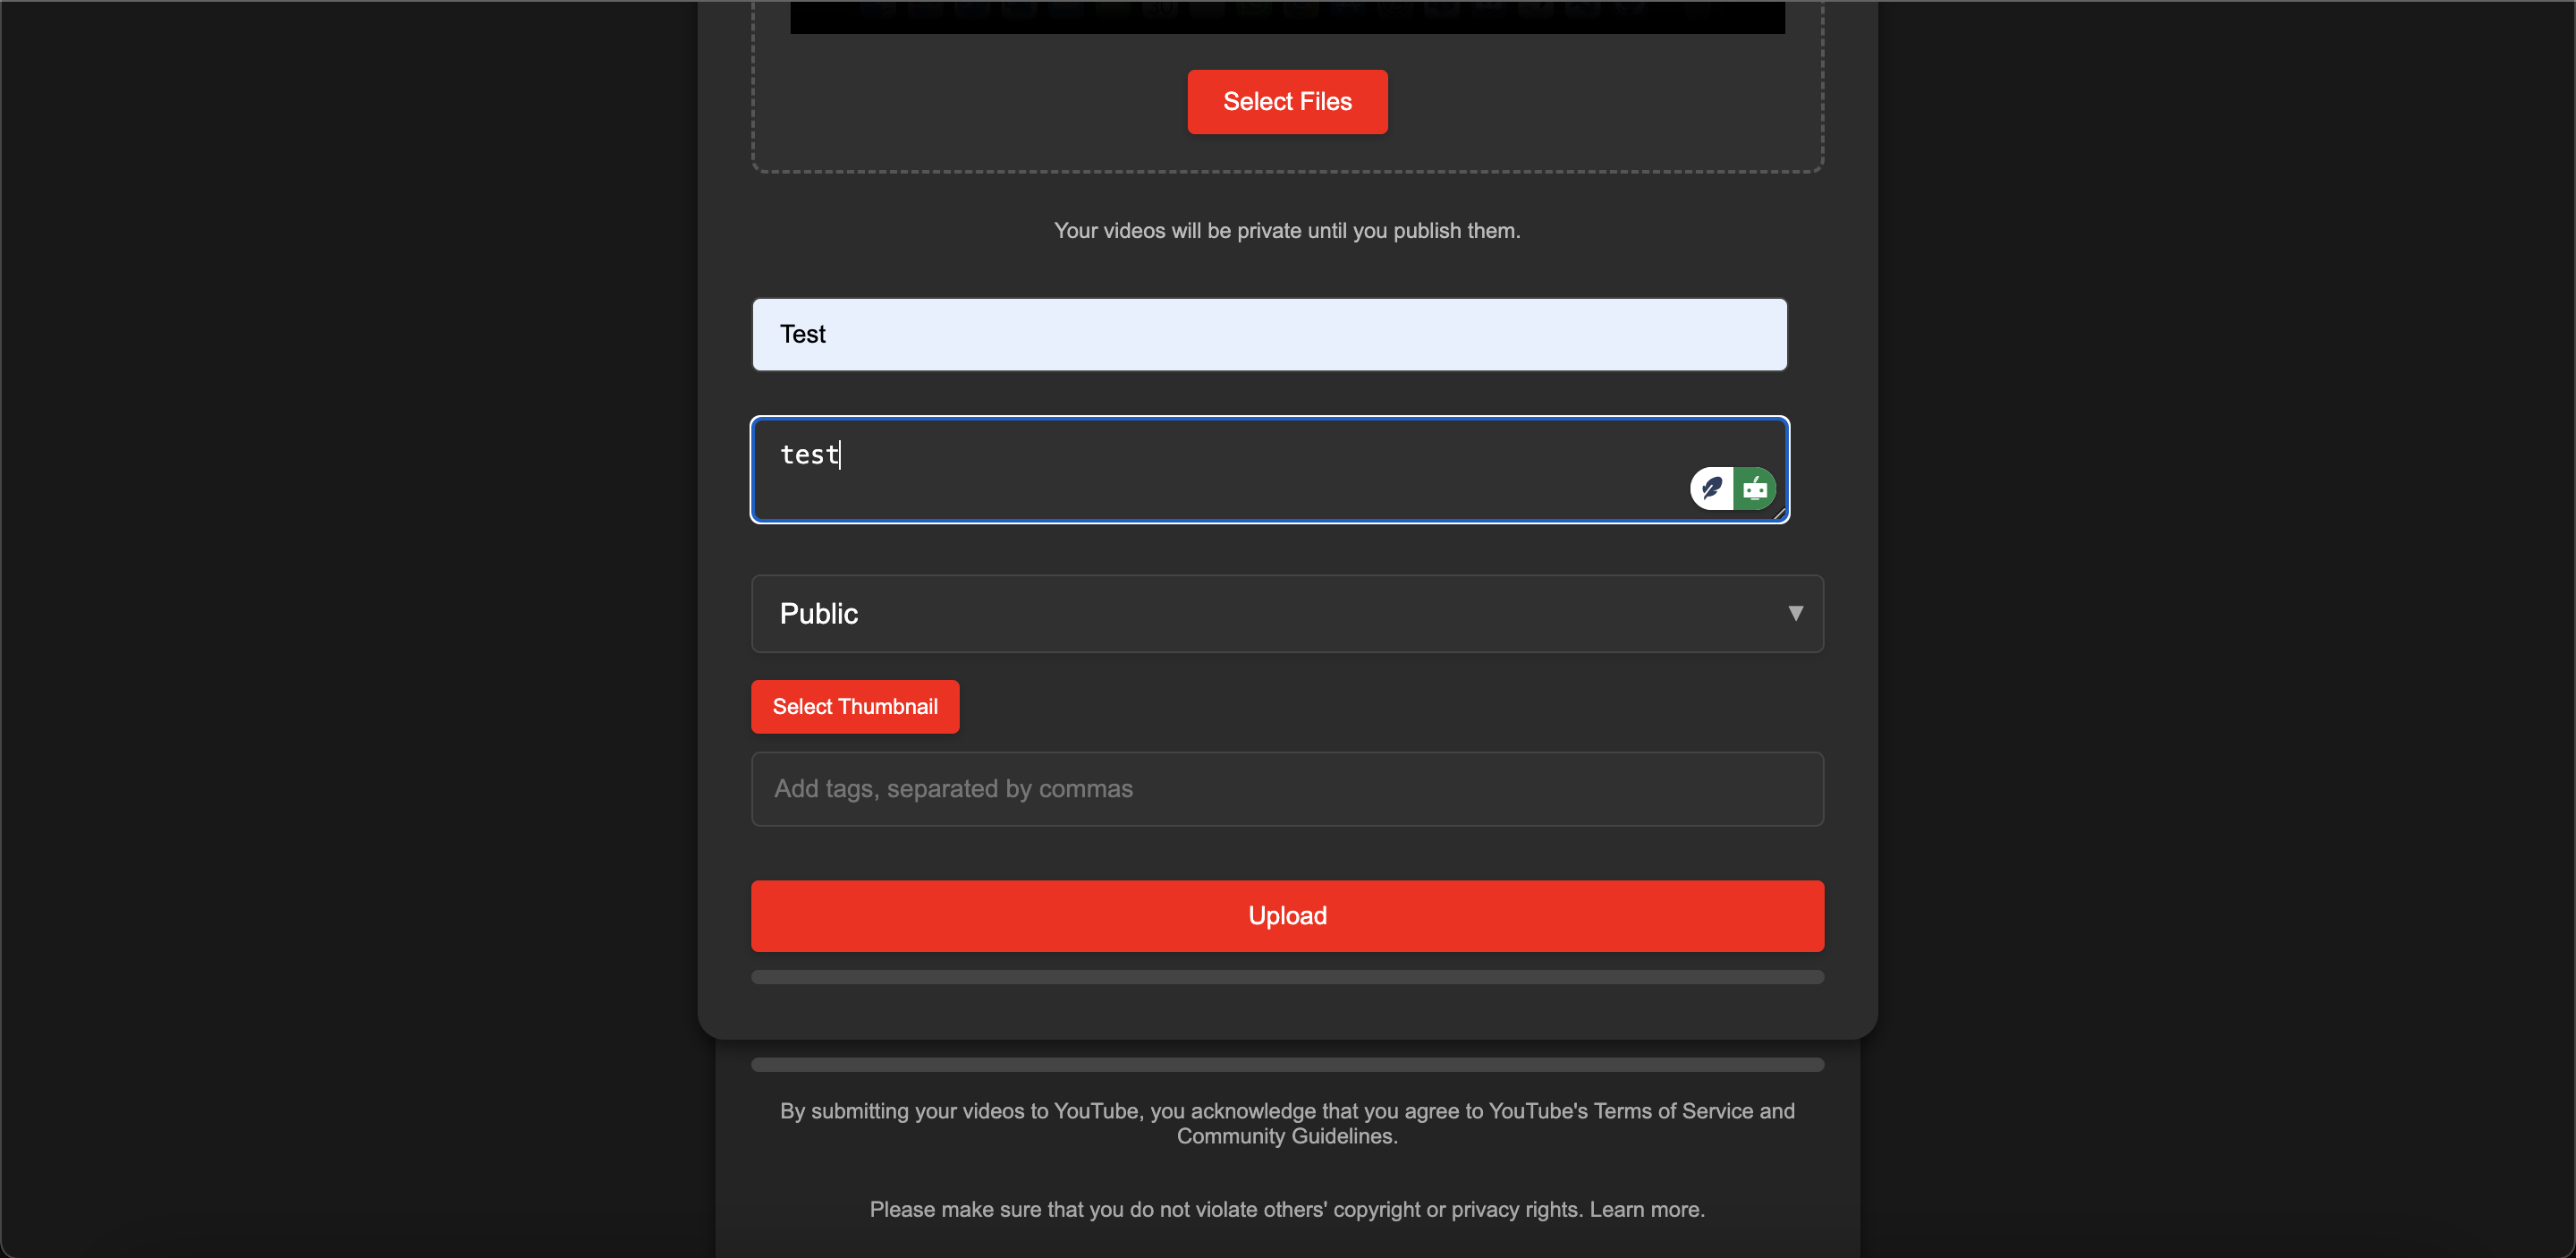 Select Files
Your videos will be private until you publish them.
Test
test
Public
Select Thumbnail
Add tags, separated by commas
Upload
By submitting your videos to YouTube, you acknowledge that you agree to YouTube's Terms of Service and
Community Guidelines.
Please make sure that you do not violate others' copyright or privacy rights. Learn more.